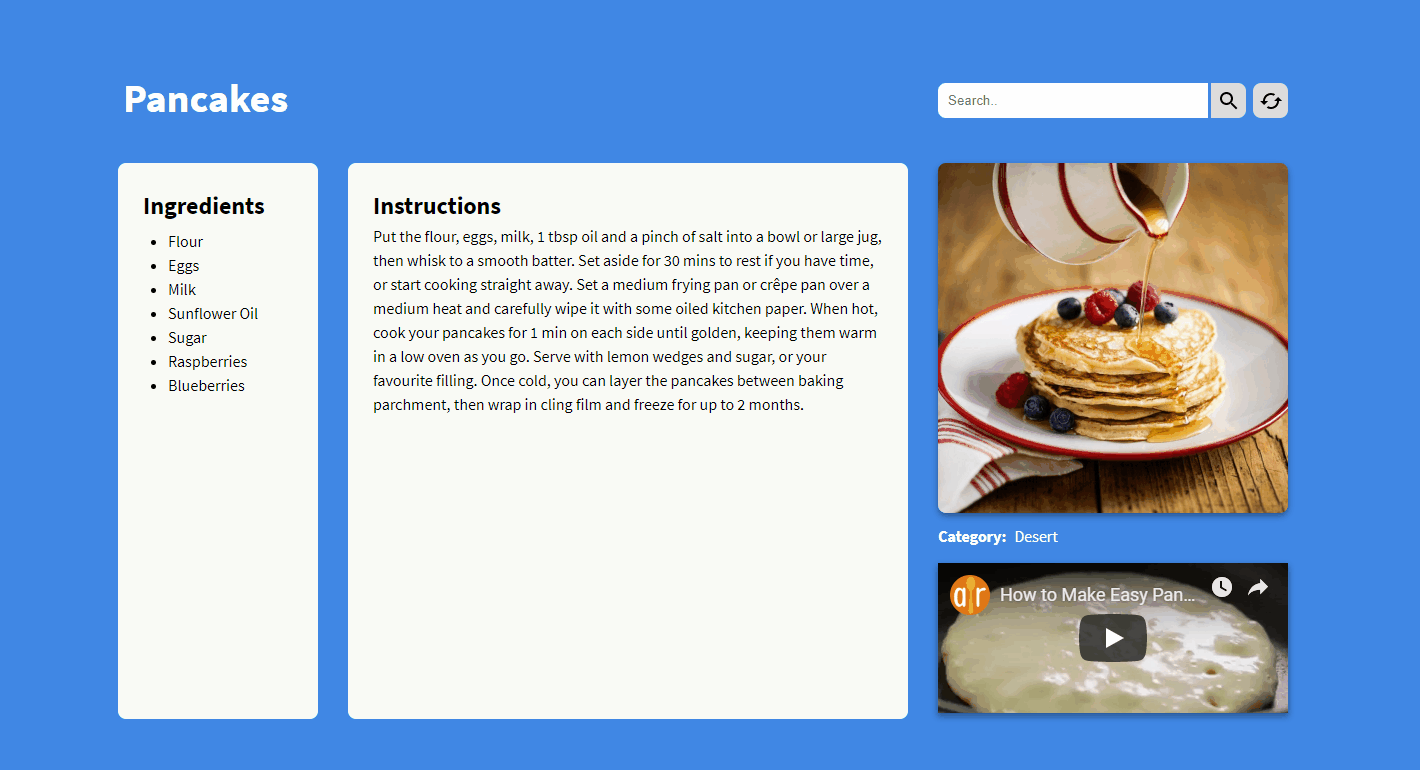 Pancakes
Search..
Ingredients
Flour
Eggs
Milk
Sunflower Oil
Sugar
Raspberries
Blueberries
Instructions
Put the flour, eggs, milk, 1 tbsp oil and a pinch of salt into a bowl or large jug,
then whisk to a smooth batter. Set aside for 30 mins to rest if you have time,
or start cooking straight away. Set a medium frying pan or crêpe pan over a
medium heat and carefully wipe it with some oiled kitchen paper. When hot,
cook your pancakes for 1 min on each side until golden, keeping them warm
in a low oven as you go. Serve with lemon wedges and sugar, or your
favourite filling. Once cold, you can layer the pancakes between baking
parchment, then wrap in cling film and freeze for up to 2 months.
Category: Desert
ar
How to Make Easy Pan...